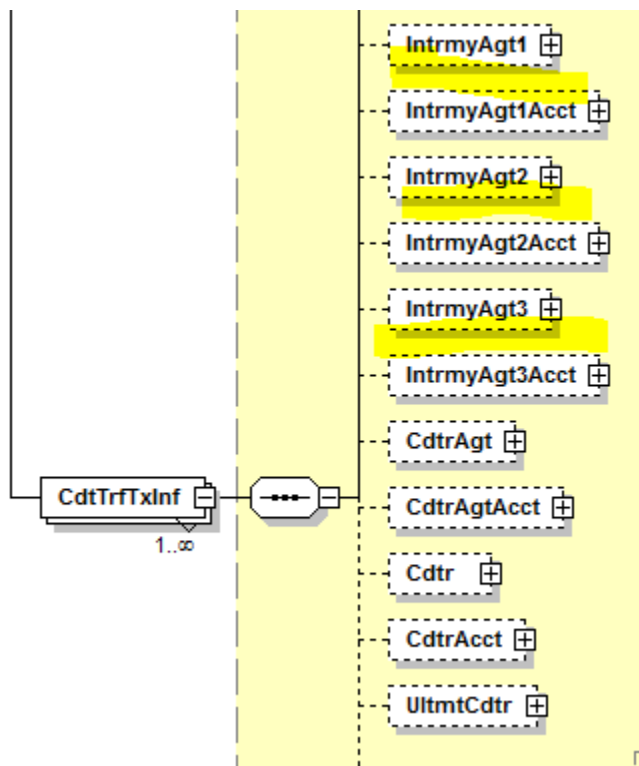 IntrmyAgt1
IntrmyAgt1Acct
IntrmyAgt2
IntrmyAgt2Acct
IntrmyAgt3
IntrmyAgt3Acct
CdtrAgt
CdtTrfTxInf
1..∞
CdtrAgtAcct
Cdtr
CdtrAcct
UltmtCdtr